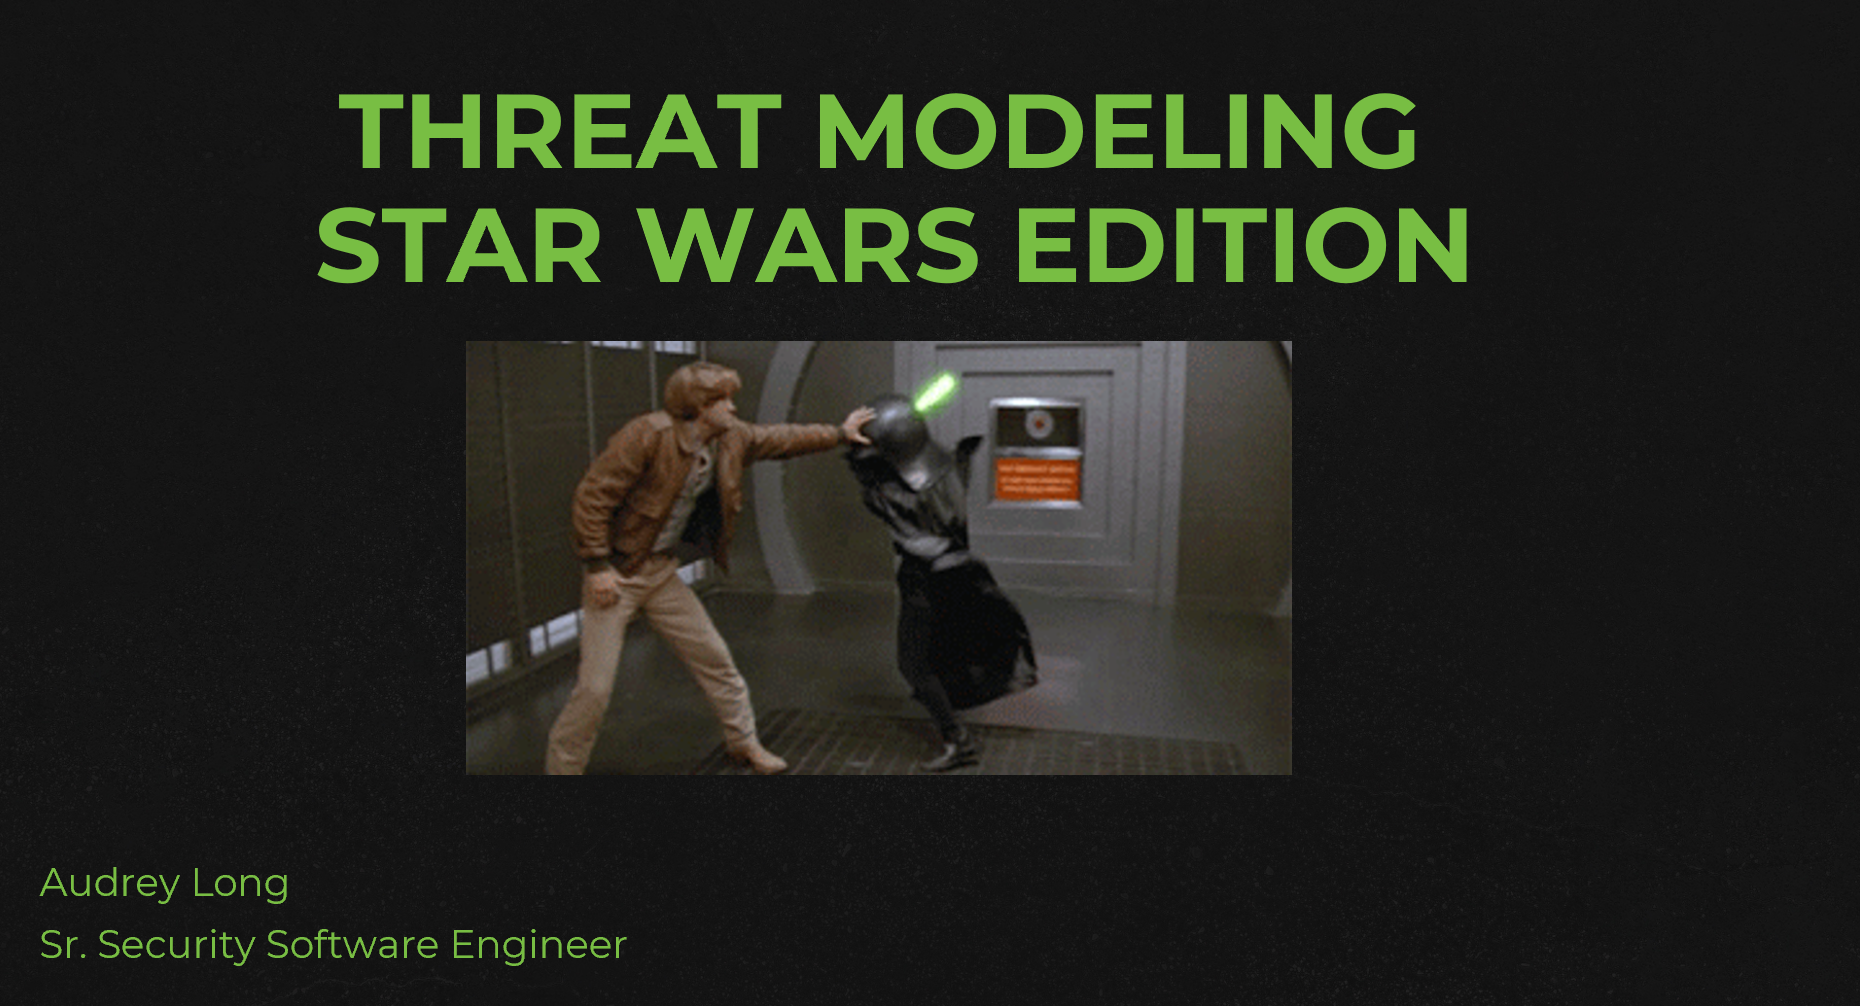 THREAT MODELING
STAR WARS EDITION
Audrey Long
Sr. Security Software Engineer